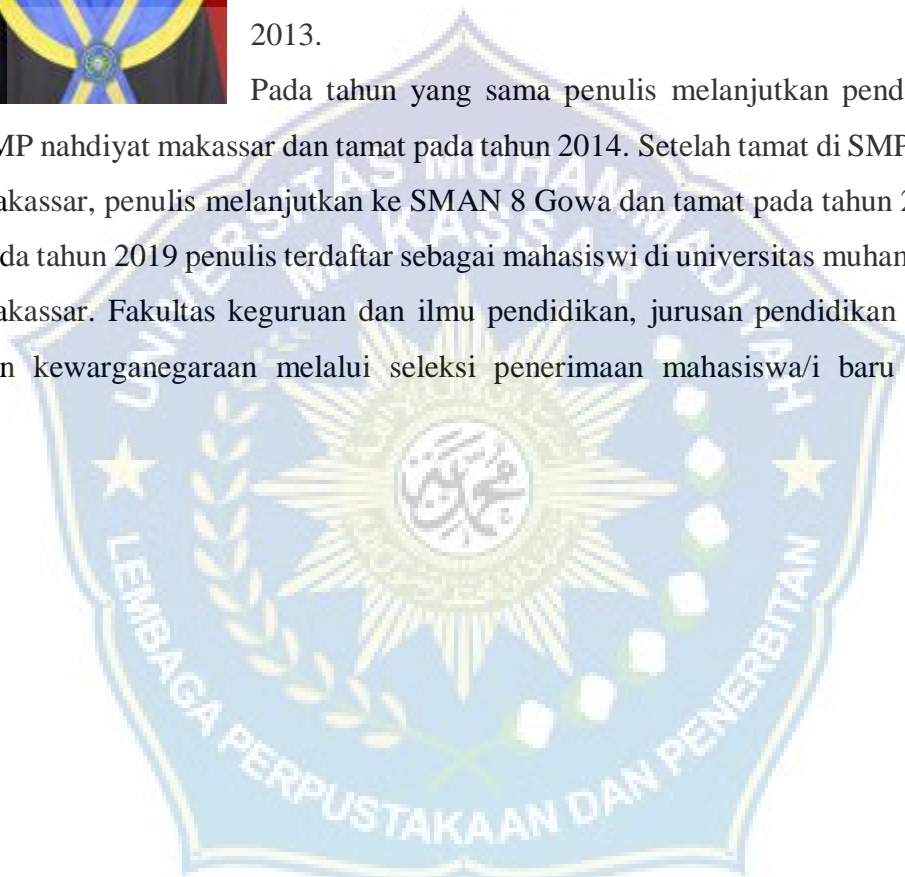 2013.
Pada tahun yang sama penulis melanjutkan pend
MP nahdiyat makassar dan tamat pada tahun 2014. Setelah tamat di SMP
akassar, penulis melanjutkan ke SMAN 8 Gowa dan tamat pada tahun 2
da tahun 2019 penulis terdaftar sebagai mahasiswi di universitas muham
akassar. Fakultas keguruan dan ilmu pendidikan, jurusan pendidikan
n kewarganegaraan melalui seleksi penerimaan mahasiswa/i baru
UNIVERSITAS MUHAMMADIYAH
MAKASSAR
محمد
LEMBAGA PERPUSTAKAAN DAN PENERBITAN